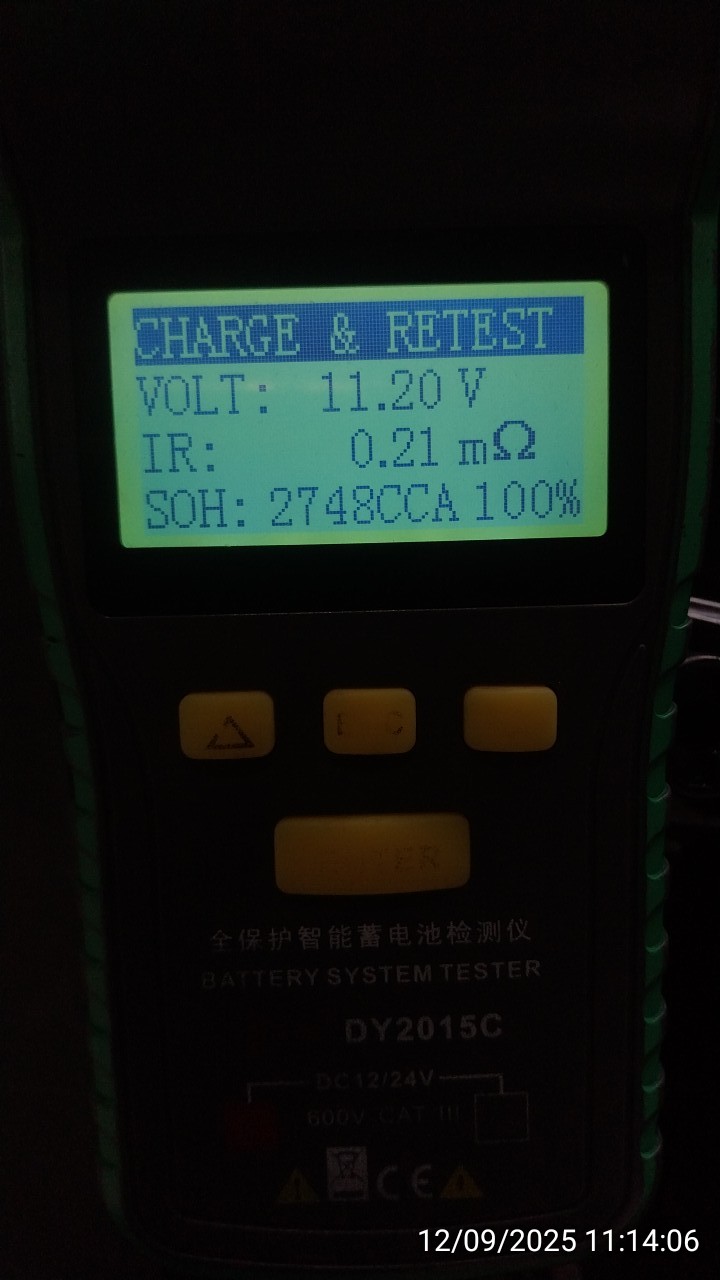 CHARGE & RETEST
VOLT: 11.20 V
IR: 0.21 mΩ
SOH: 2748CCA 100%
全保护智能蓄电池检测仪
BATTERY SYSTEM TESTER
DY2015C
DC12/24V
600V CAT III
CE
12/09/2025 11:14:06